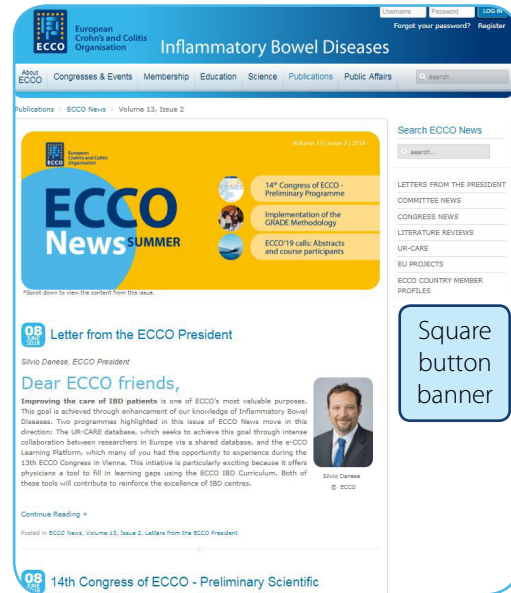 Username Password LOG IN
Forgot your password? Register
ECCO
European
Crohn's and Colitis
Organisation
Inflammatory Bowel Diseases
About
ECCO
Congresses & Events Membership Education Science Publications Public Affairs
search...
Publications ECCO News Volume 13, Issue 2
Volume 13 | Issue 2 | 2018
European
Crohn's and Colitis
Organisation
ECCO
ECCO
News SUMMER
14th Congress of ECCO -
Preliminary Programme
Implementation of the
GRADE Methodology
ECCO'19 calls: Abstracts
and course participants
*Scroll down to view the content from this issue.
08
JUNE
2018
Letter from the ECCO President
Silvio Danese, ECCO President
Dear ECCO friends,
Improving the care of IBD patients is one of ECCO's most valuable purposes.
This goal is achieved through enhancement of our knowledge of Inflammatory Bowel
Diseases. Two programmes highlighted in this issue of ECCO News move in this
direction: The UR-CARE database, which seeks to achieve this goal through intense
collaboration between researchers in Europe via a shared database, and the e-CCO
Learning Platform, which many of you had the opportunity to experience during the
13th ECCO Congress in Vienna. This intiative is particularly exciting because it offers
physicians a tool to fill in learning gaps using the ECCO IBD Curriculum. Both of
these tools will contribute to reinforce the excellence of IBD centres.
Silvio Danese
© ECCO
Continue Reading »
Posted in ECCO News, Volume 13, Issue 2, Letters from the ECCO President
//
08
JUNE
2018
14th Congress of ECCO - Preliminary Scientific
Search ECCO News
search...
LETTERS FROM THE PRESIDENT
COMMITTEE NEWS
CONGRESS NEWS
LITERATURE REVIEWS
UR-CARE
EU PROJECTS
ECCO COUNTRY MEMBER
PROFILES
Square
button
banner